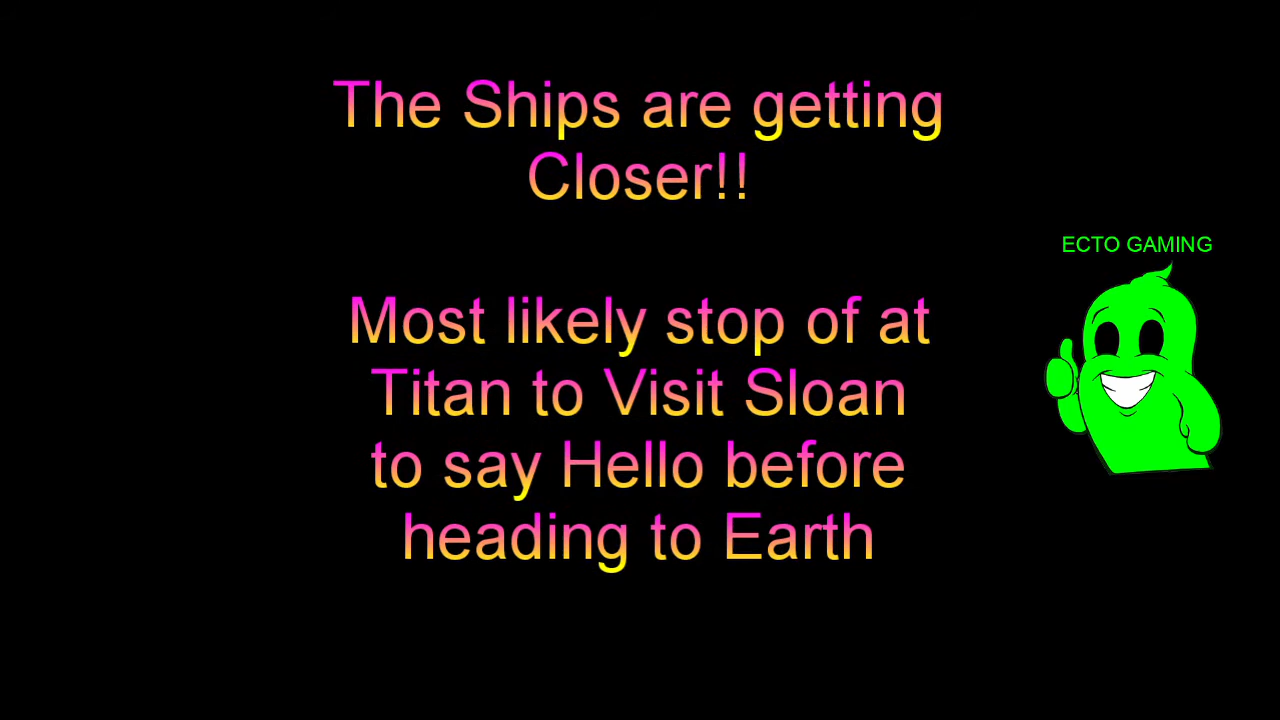 The Ships are getting
Closer!!
Most likely stop of at
Titan to Visit Sloan
to say Hello before
heading to Earth
ECTO GAMING